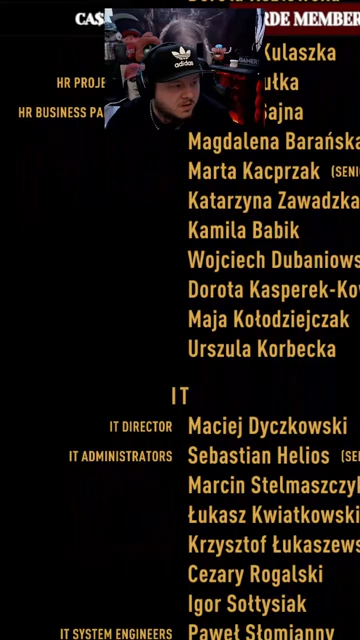 CA$
RDE MEMBER
Kulaszka
HR PROJE
HR BUSINESS PA
adidas
Magdalena Barańska
Marta Kacprzak (SENI
Katarzyna Zawadzka
Kamila Babik
Wojciech Dubaniows
Dorota Kasperek-Ko
Maja Kołodziejczak
Urszula Korbecka
IT
IT DIRECTOR Maciej Dyczkowski
IT ADMINISTRATORS Sebastian Helios (SE
Marcin Stelmaszczy
Łukasz Kwiatkowski
Krzysztof Łukaszews
Cezary Rogalski
Igor Sołtysiak
IT SYSTEM ENGINEERS Paweł Słomianny